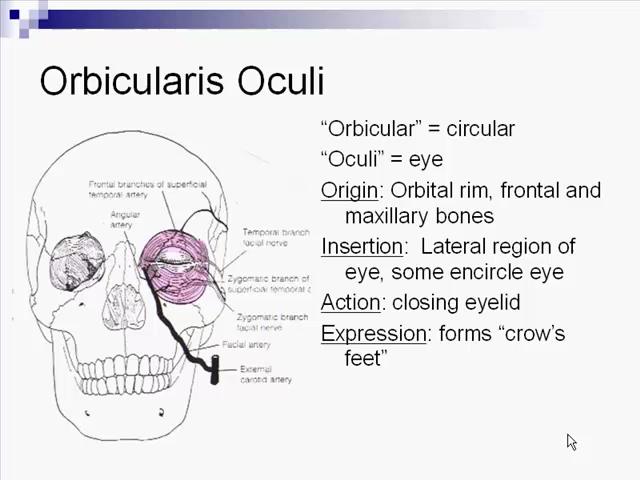 Orbicularis Oculi
“Orbicular” = circular
“Oculi” = eye
Origin: Orbital rim, frontal and
maxillary bones
Insertion: Lateral region of
eye, some encircle eye
Action: closing eyelid
Expression: forms “crow’s
feet”
Frontal branches of superficial
temporal artery
Angular
artery
Temporal branch
facial nerve
Zygomatic branch of
superficial temporal a
Zygomatic branch
facial nerve
Facial artery
External
carotid artery